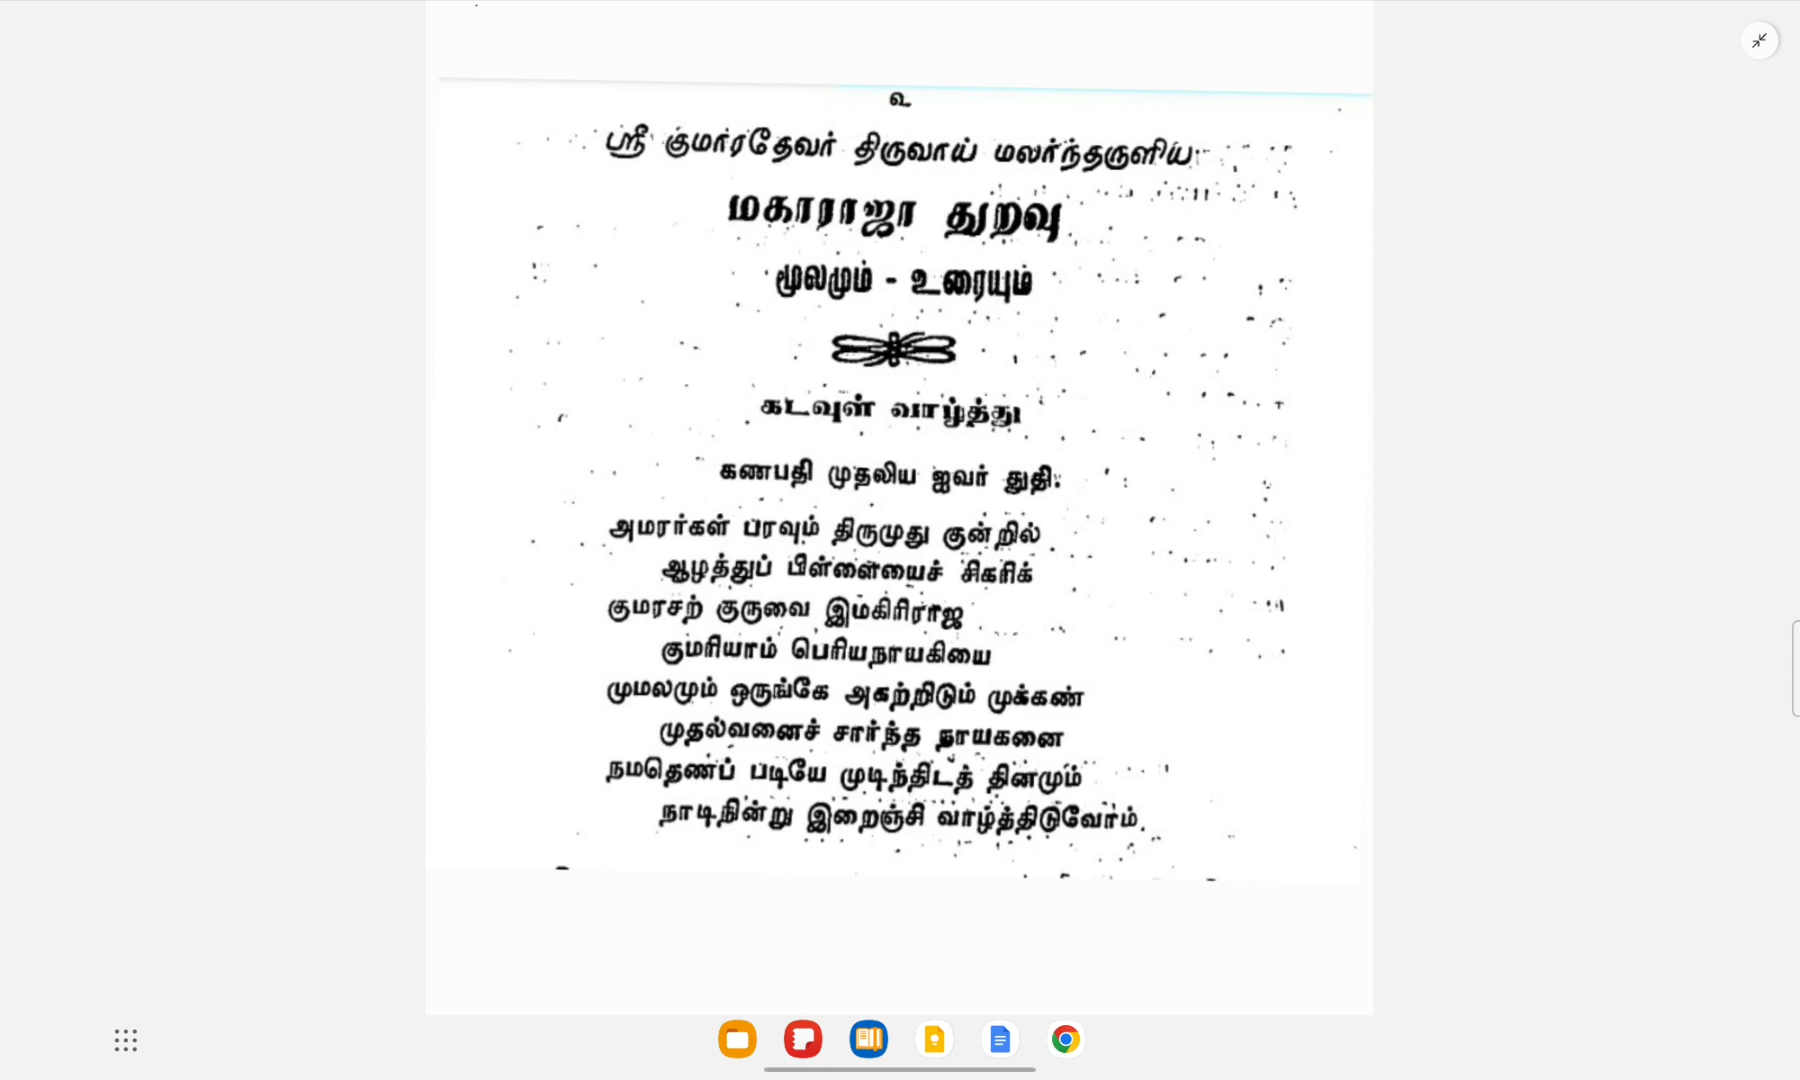 உ
ஸ்ரீ குமாரதேவர் திருவாய் மலர்ந்தருளிய
மகாராஜா துறவு
மூலமும் - உரையும்
கடவுள் வாழ்த்து
கணபதி முதலிய ஐவர் துதி.
அமரர்கள் பரவும் திருமுது குன்றில்
ஆழத்துப் பிள்ளையைச் சிகரிக்
குமரசற் குருவை இமகிரிராஜ
குமரியாம் பெரியநாயகியை
முமலமும் ஒருங்கே அகற்றிடும் முக்கண்
முதல்வனைச் சார்ந்த நாயகனை
நமதெணப் படியே முடிந்திடத் தினமும்
நாடிநின்று இறைஞ்சி வாழ்த்திடுவோம்.